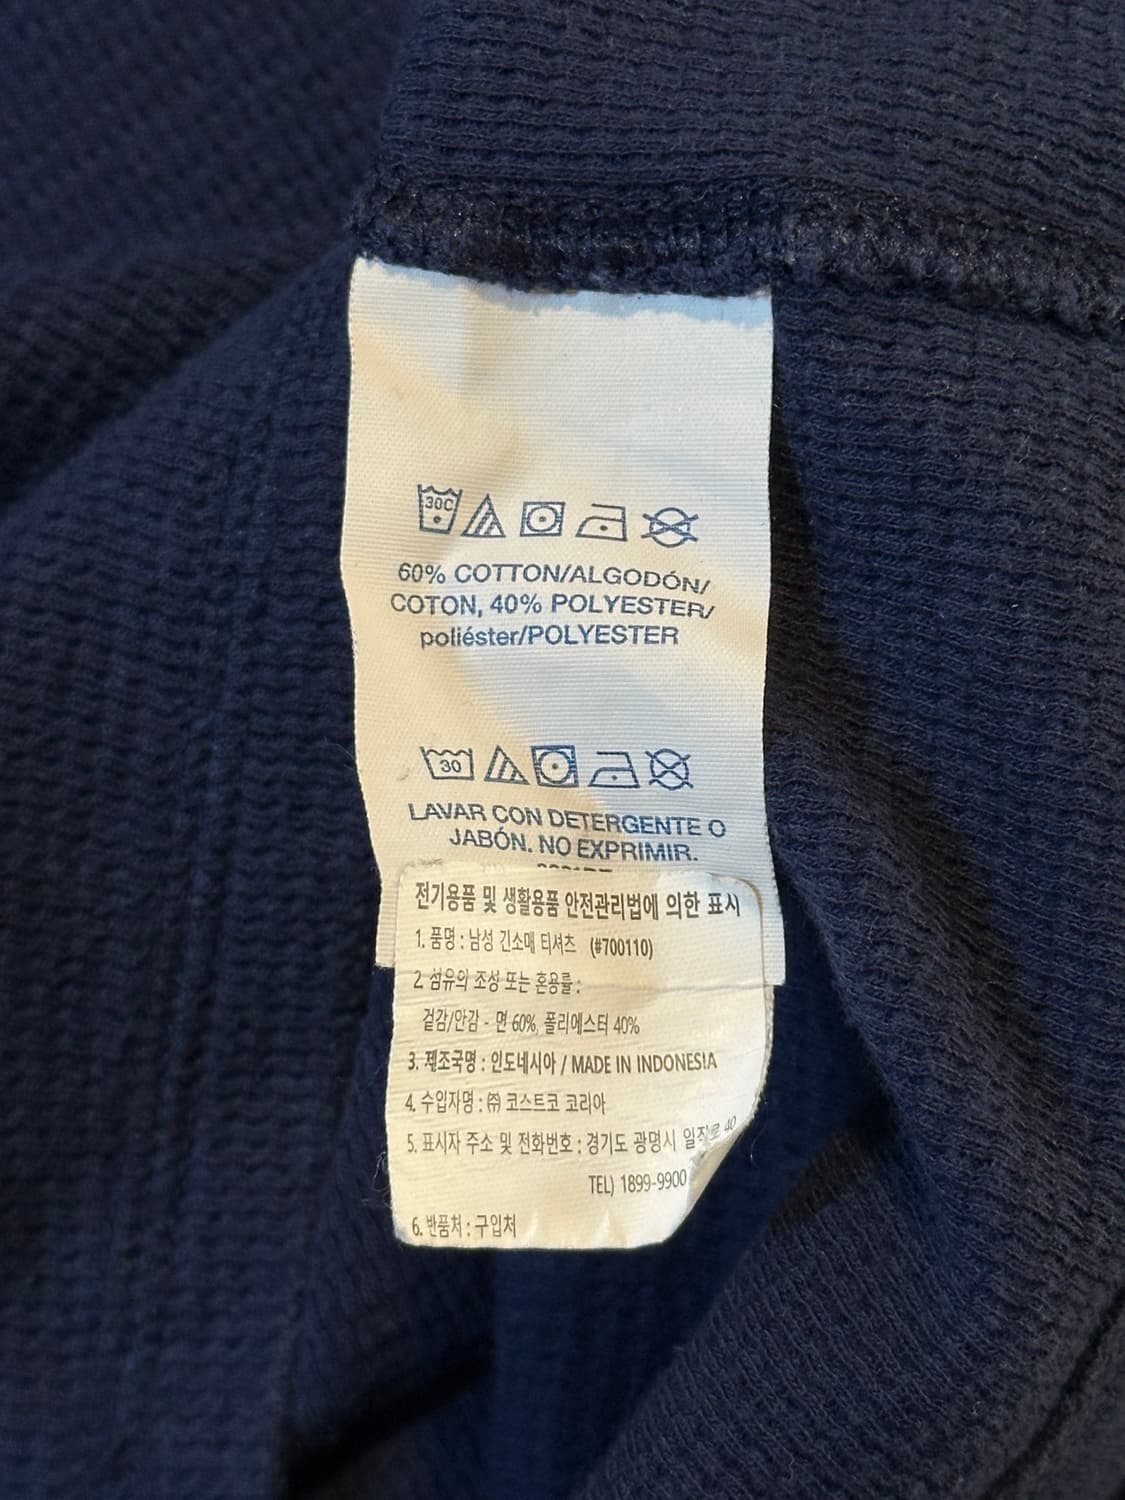 30C
60% COTTON/ALGODÓN/
COTON, 40% POLYESTER/
poliéster/POLYESTER
30
LAVAR CON DETERGENTE O
JABÓN. NO EXPRIMIR.
전기용품 및 생활용품 안전관리법에 의한 표시
1. 품명 : 남성 긴소매 티셔츠 (#700110)
2. 섬유의 조성 또는 혼용률 :
겉감/안감 - 면 60%, 폴리에스터 40%
3. 제조국명 : 인도네시아 / MADE IN INDONESIA
4. 수입자명 : ㈜ 코스트코 코리아
5. 표시자 주소 및 전화번호 : 경기도 광명시 일직로 40
TEL) 1899-9900
6. 반품처 : 구입처